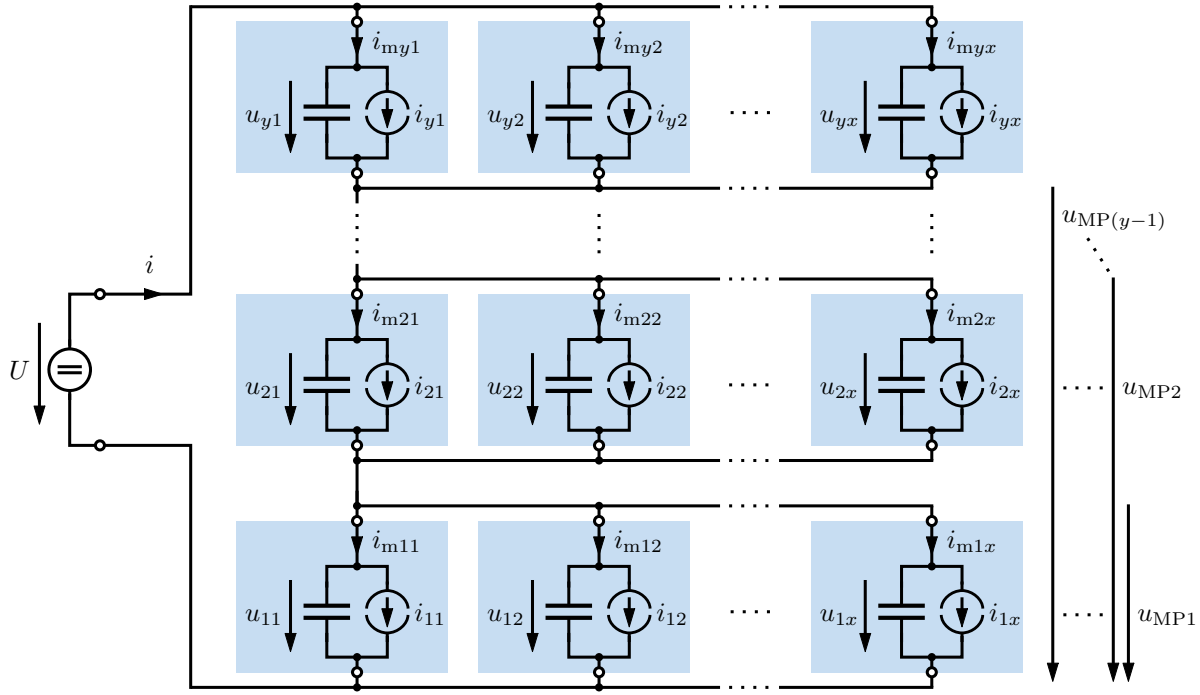 i_my1 i_my2 i_myx
u_y1 i_y1 u_y2 i_y2 u_yx i_yx
u_MP(y−1)
i
i_m21 i_m22 i_m2x
U u_21 i_21 u_22 i_22 u_2x i_2x u_MP2
i_m11 i_m12 i_m1x
u_11 i_11 u_12 i_12 u_1x i_1x u_MP1